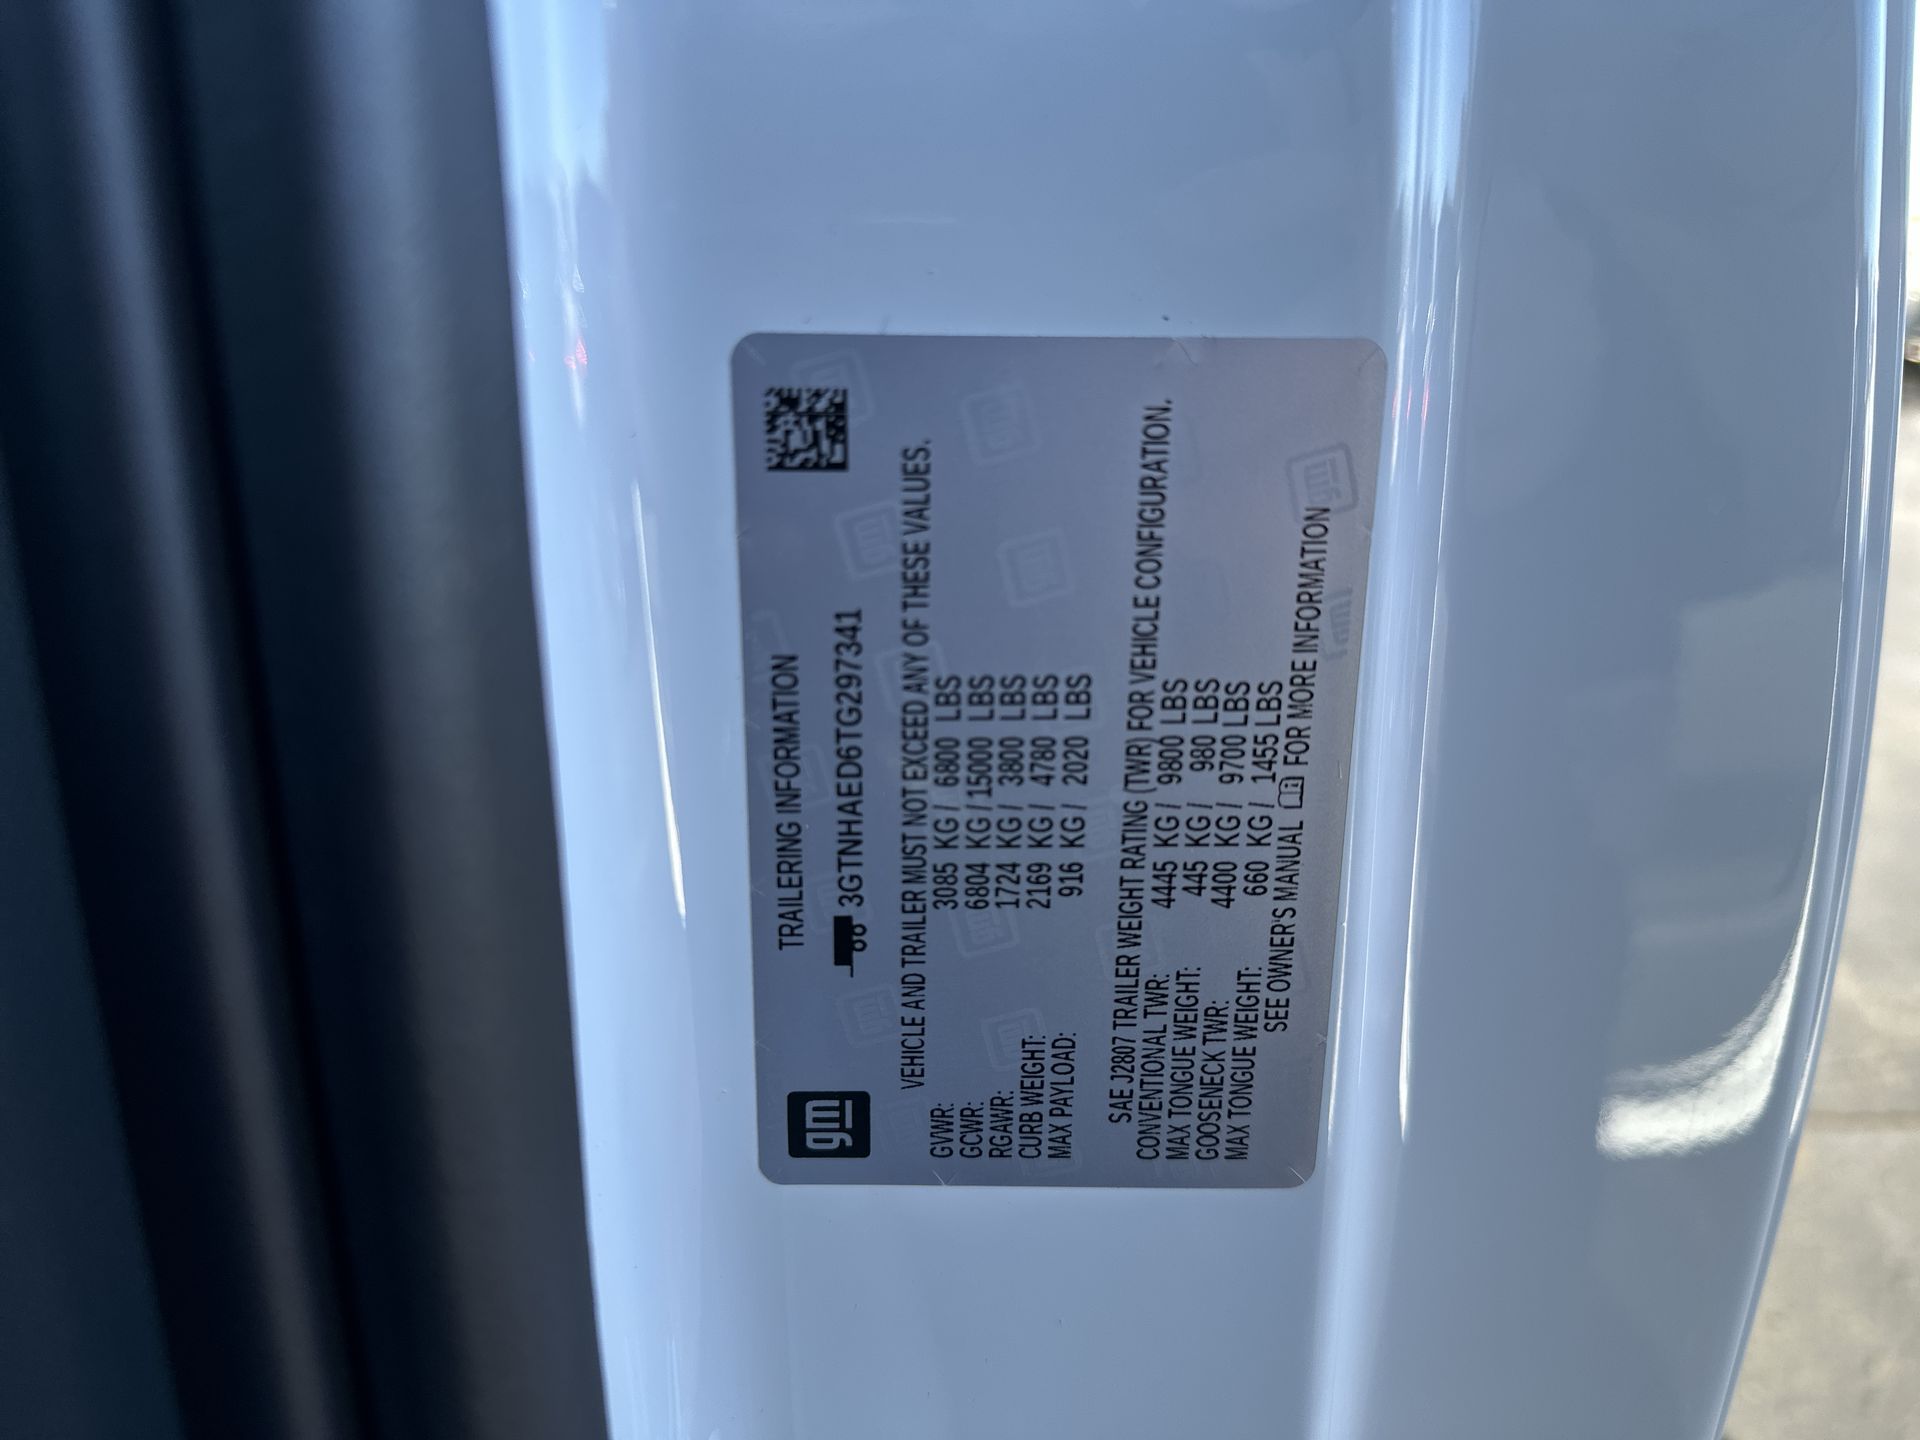 gm
TRAILERING INFORMATION
3GTNHAED6TG297341
VEHICLE AND TRAILER MUST NOT EXCEED ANY OF THESE VALUES.
GVWR: 3085 KG / 6800 LBS
GCWR: 6804 KG / 15000 LBS
RGAWR: 1724 KG / 3800 LBS
CURB WEIGHT: 2169 KG / 4780 LBS
MAX PAYLOAD: 916 KG / 2020 LBS
SAE J2807 TRAILER WEIGHT RATING (TWR) FOR VEHICLE CONFIGURATION.
CONVENTIONAL TWR: 4445 KG / 9800 LBS
MAX TONGUE WEIGHT: 445 KG / 980 LBS
GOOSENECK TWR: 4400 KG / 9700 LBS
MAX TONGUE WEIGHT: 660 KG / 1455 LBS
SEE OWNER'S MANUAL FOR MORE INFORMATION